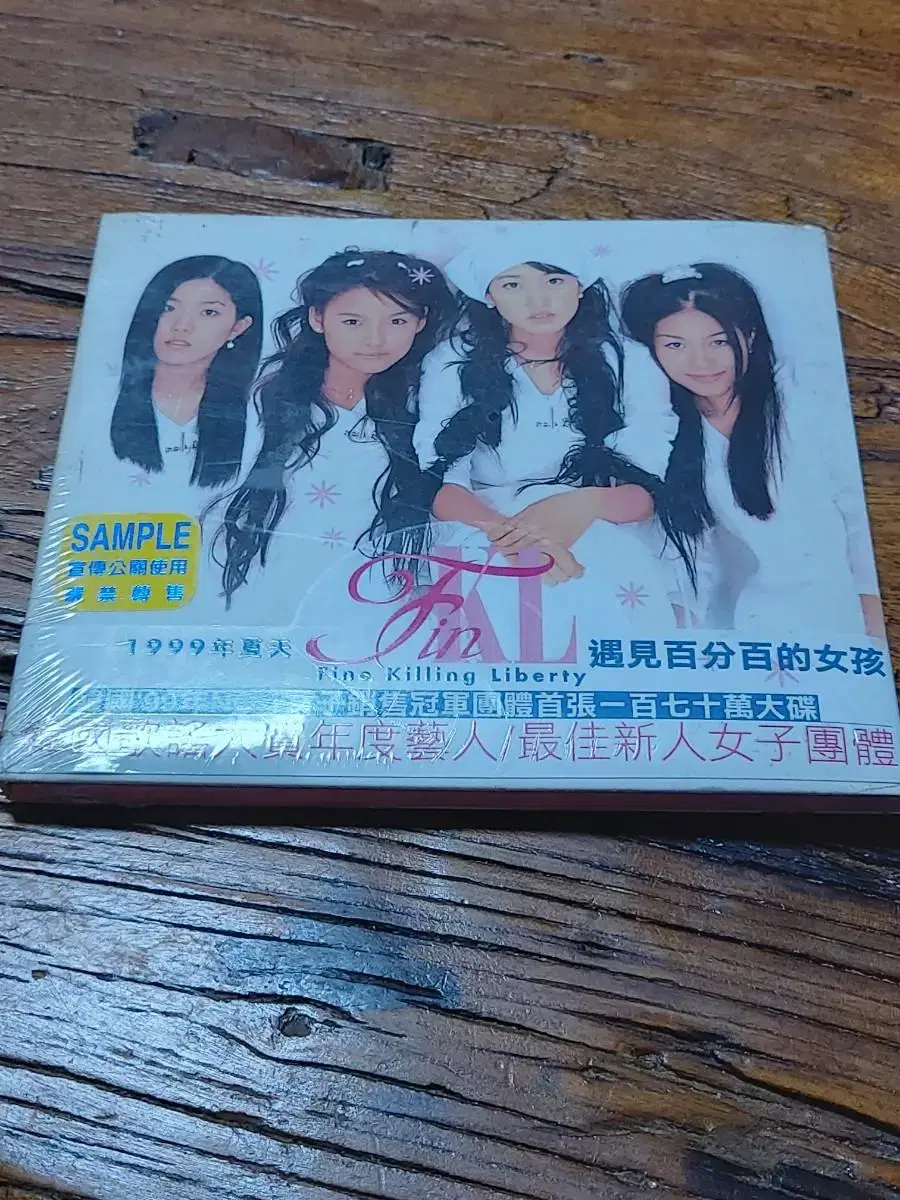 SAMPLE
宣傳公關使用
嚴禁轉售
Fin
K.L
1999年夏天
Fine Killing Liberty
遇見百分百的女孩
冠軍團體首張一百七十萬大碟
年度藝人/最佳新人女子團體